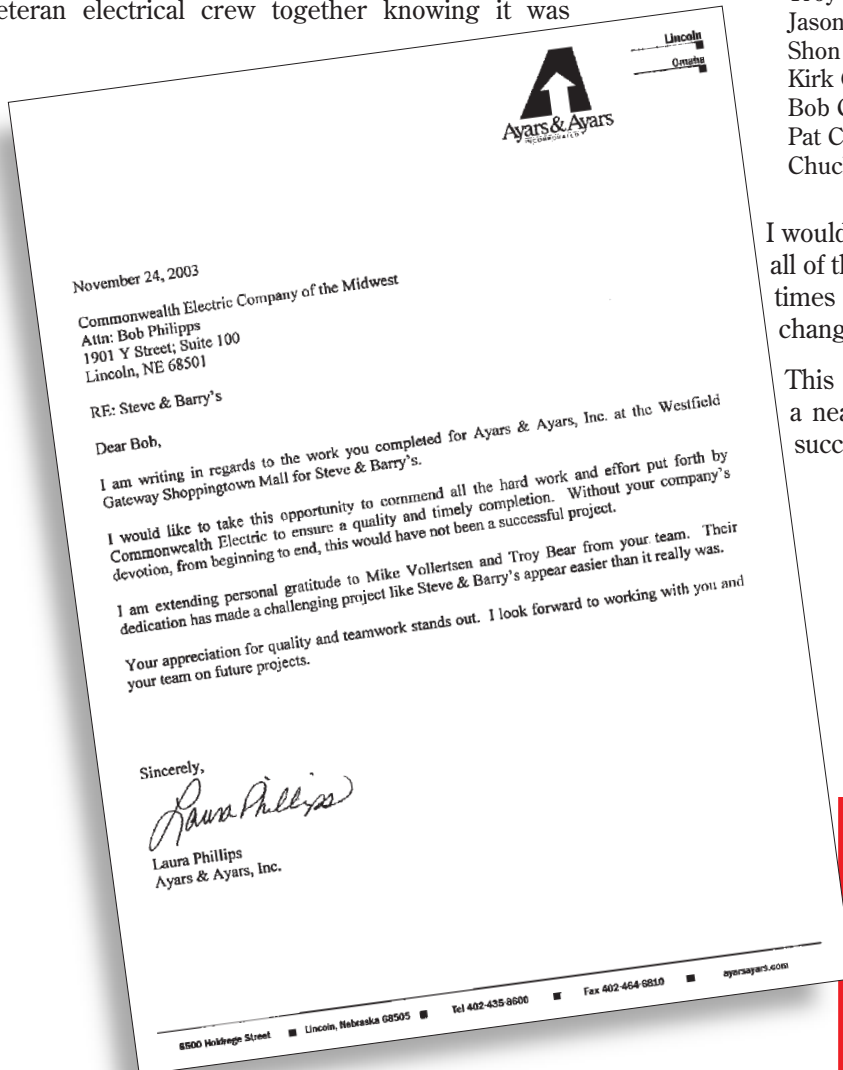 eteran electrical crew together knowing it was
Jason
Shon
Kirk
Bob
Pat
Chuc
I would
all of th
times
chang
This
a nea
succ
Lincoln
Omaha
Ayars & Ayars
INCORPORATED
November 24, 2003
Commonwealth Electric Company of the Midwest
Attn: Bob Philipps
1901 Y Street; Suite 100
Lincoln, NE 68501
RE: Steve & Barry's
Dear Bob,
I am writing in regards to the work you completed for Ayars & Ayars, Inc. at the Westfield
Gateway Shoppingtown Mall for Steve & Barry's.
I would like to take this opportunity to commend all the hard work and effort put forth by
Commonwealth Electric to ensure a quality and timely completion. Without your company's
devotion, from beginning to end, this would have not been a successful project.
I am extending personal gratitude to Mike Vollertsen and Troy Bear from your team. Their
dedication has made a challenging project like Steve & Barry's appear easier than it really was.
Your appreciation for quality and teamwork stands out. I look forward to working with you and
your team on future projects.
Sincerely,
Laura Phillips
Laura Phillips
Ayars & Ayars, Inc.
6500 Holdrege Street ■ Lincoln, Nebraska 68505 ■ Tel 402-435-8600 ■ Fax 402-464-6810 ■ ayarsayars.com